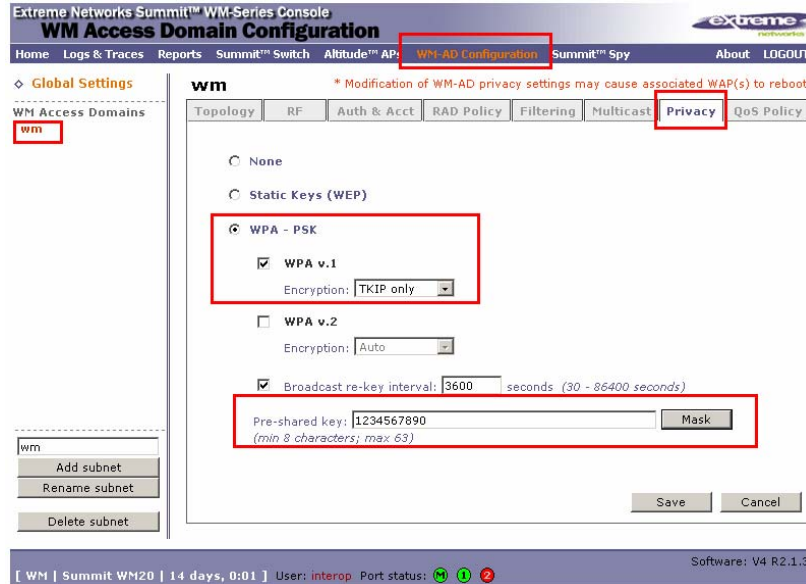 Extreme Networks Summit™ WM-Series Console
WM Access Domain Configuration
extreme
networks
Home Logs & Traces Reports Summit™ Switch Altitude™ APs WM-AD Configuration Summit™ Spy About LOGOUT
Global Settings
WM Access Domains
wm
wm * Modification of WM-AD privacy settings may cause associated WAP(s) to reboot
Topology RF Auth & Acct RAD Policy Filtering Multicast Privacy QoS Policy
None
Static Keys (WEP)
WPA - PSK
WPA v.1
Encryption: TKIP only
WPA v.2
Encryption: Auto
Broadcast re-key interval: 3600 seconds (30 - 86400 seconds)
Pre-shared key: 1234567890 Mask
(min 8 characters; max 63)
wm
Add subnet
Rename subnet
Delete subnet
Save Cancel
Software: V4 R2.1.3
[ WM | Summit WM20 | 14 days, 0:01 ] User: interop Port status: M 1 2